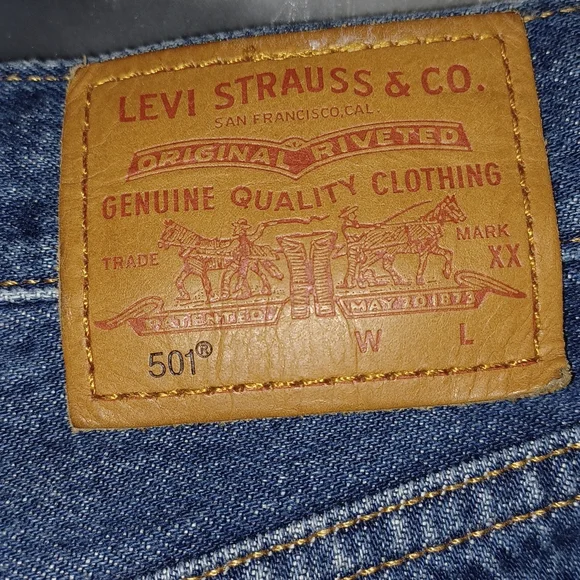 LEVI STRAUSS & CO.
SAN FRANCISCO, CAL.
ORIGINAL RIVETED
GENUINE QUALITY CLOTHING
TRADE MARK
XX
PATENTED MAY 20 1873
501® W L